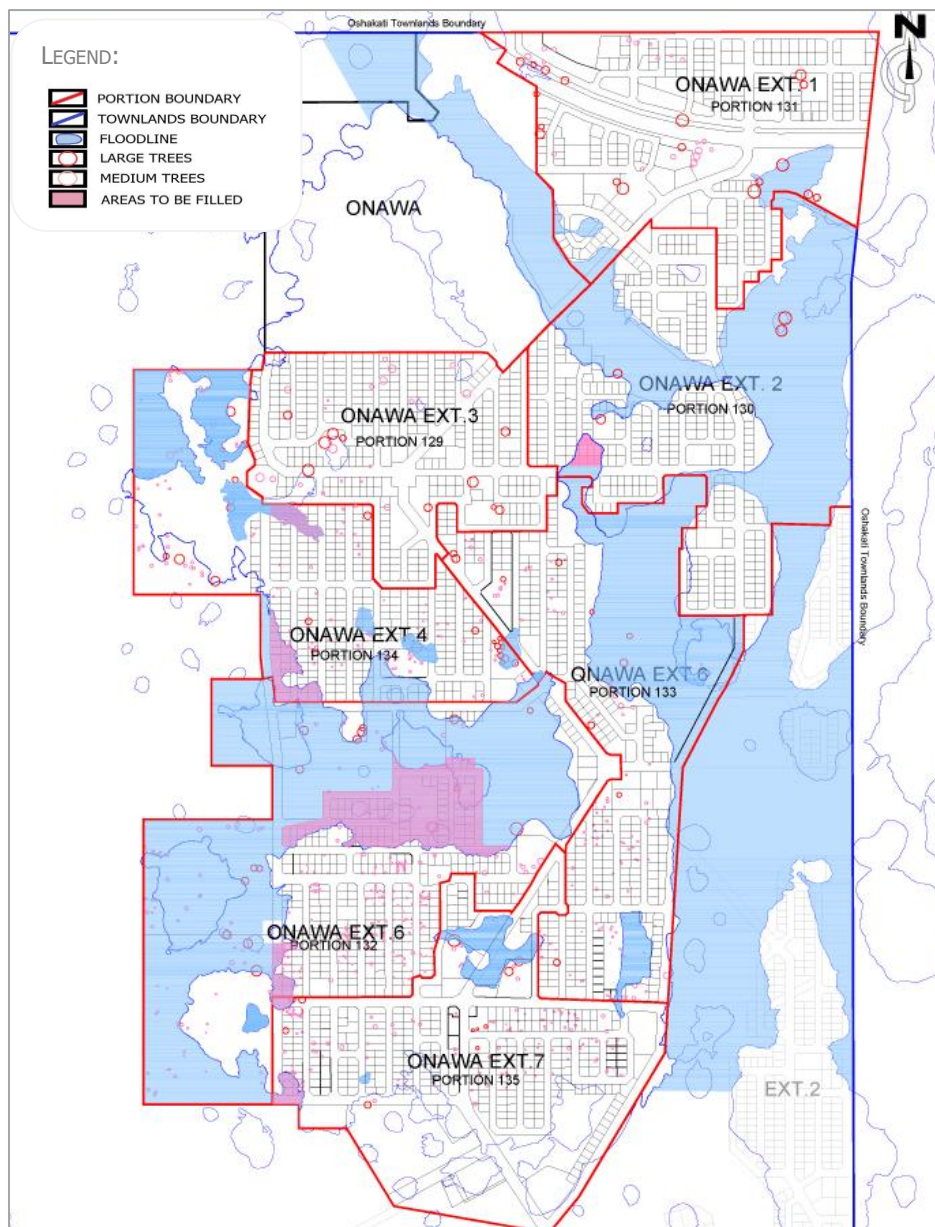 Oshakati Townlands Boundary
N
LEGEND:
PORTION BOUNDARY
TOWNLANDS BOUNDARY
FLOODLINE
LARGE TREES
MEDIUM TREES
AREAS TO BE FILLED
ONAWA EXT. 1
PORTION 131
ONAWA
ONAWA EXT. 2
PORTION 130
ONAWA EXT.3
PORTION 129
Oshakati Townlands Boundary
ONAWA EXT.4
PORTION 134
ONAWA EXT.6
PORTION 133
ONAWA EXT.6
PORTION 132
ONAWA EXT.7
PORTION 135
EXT.2